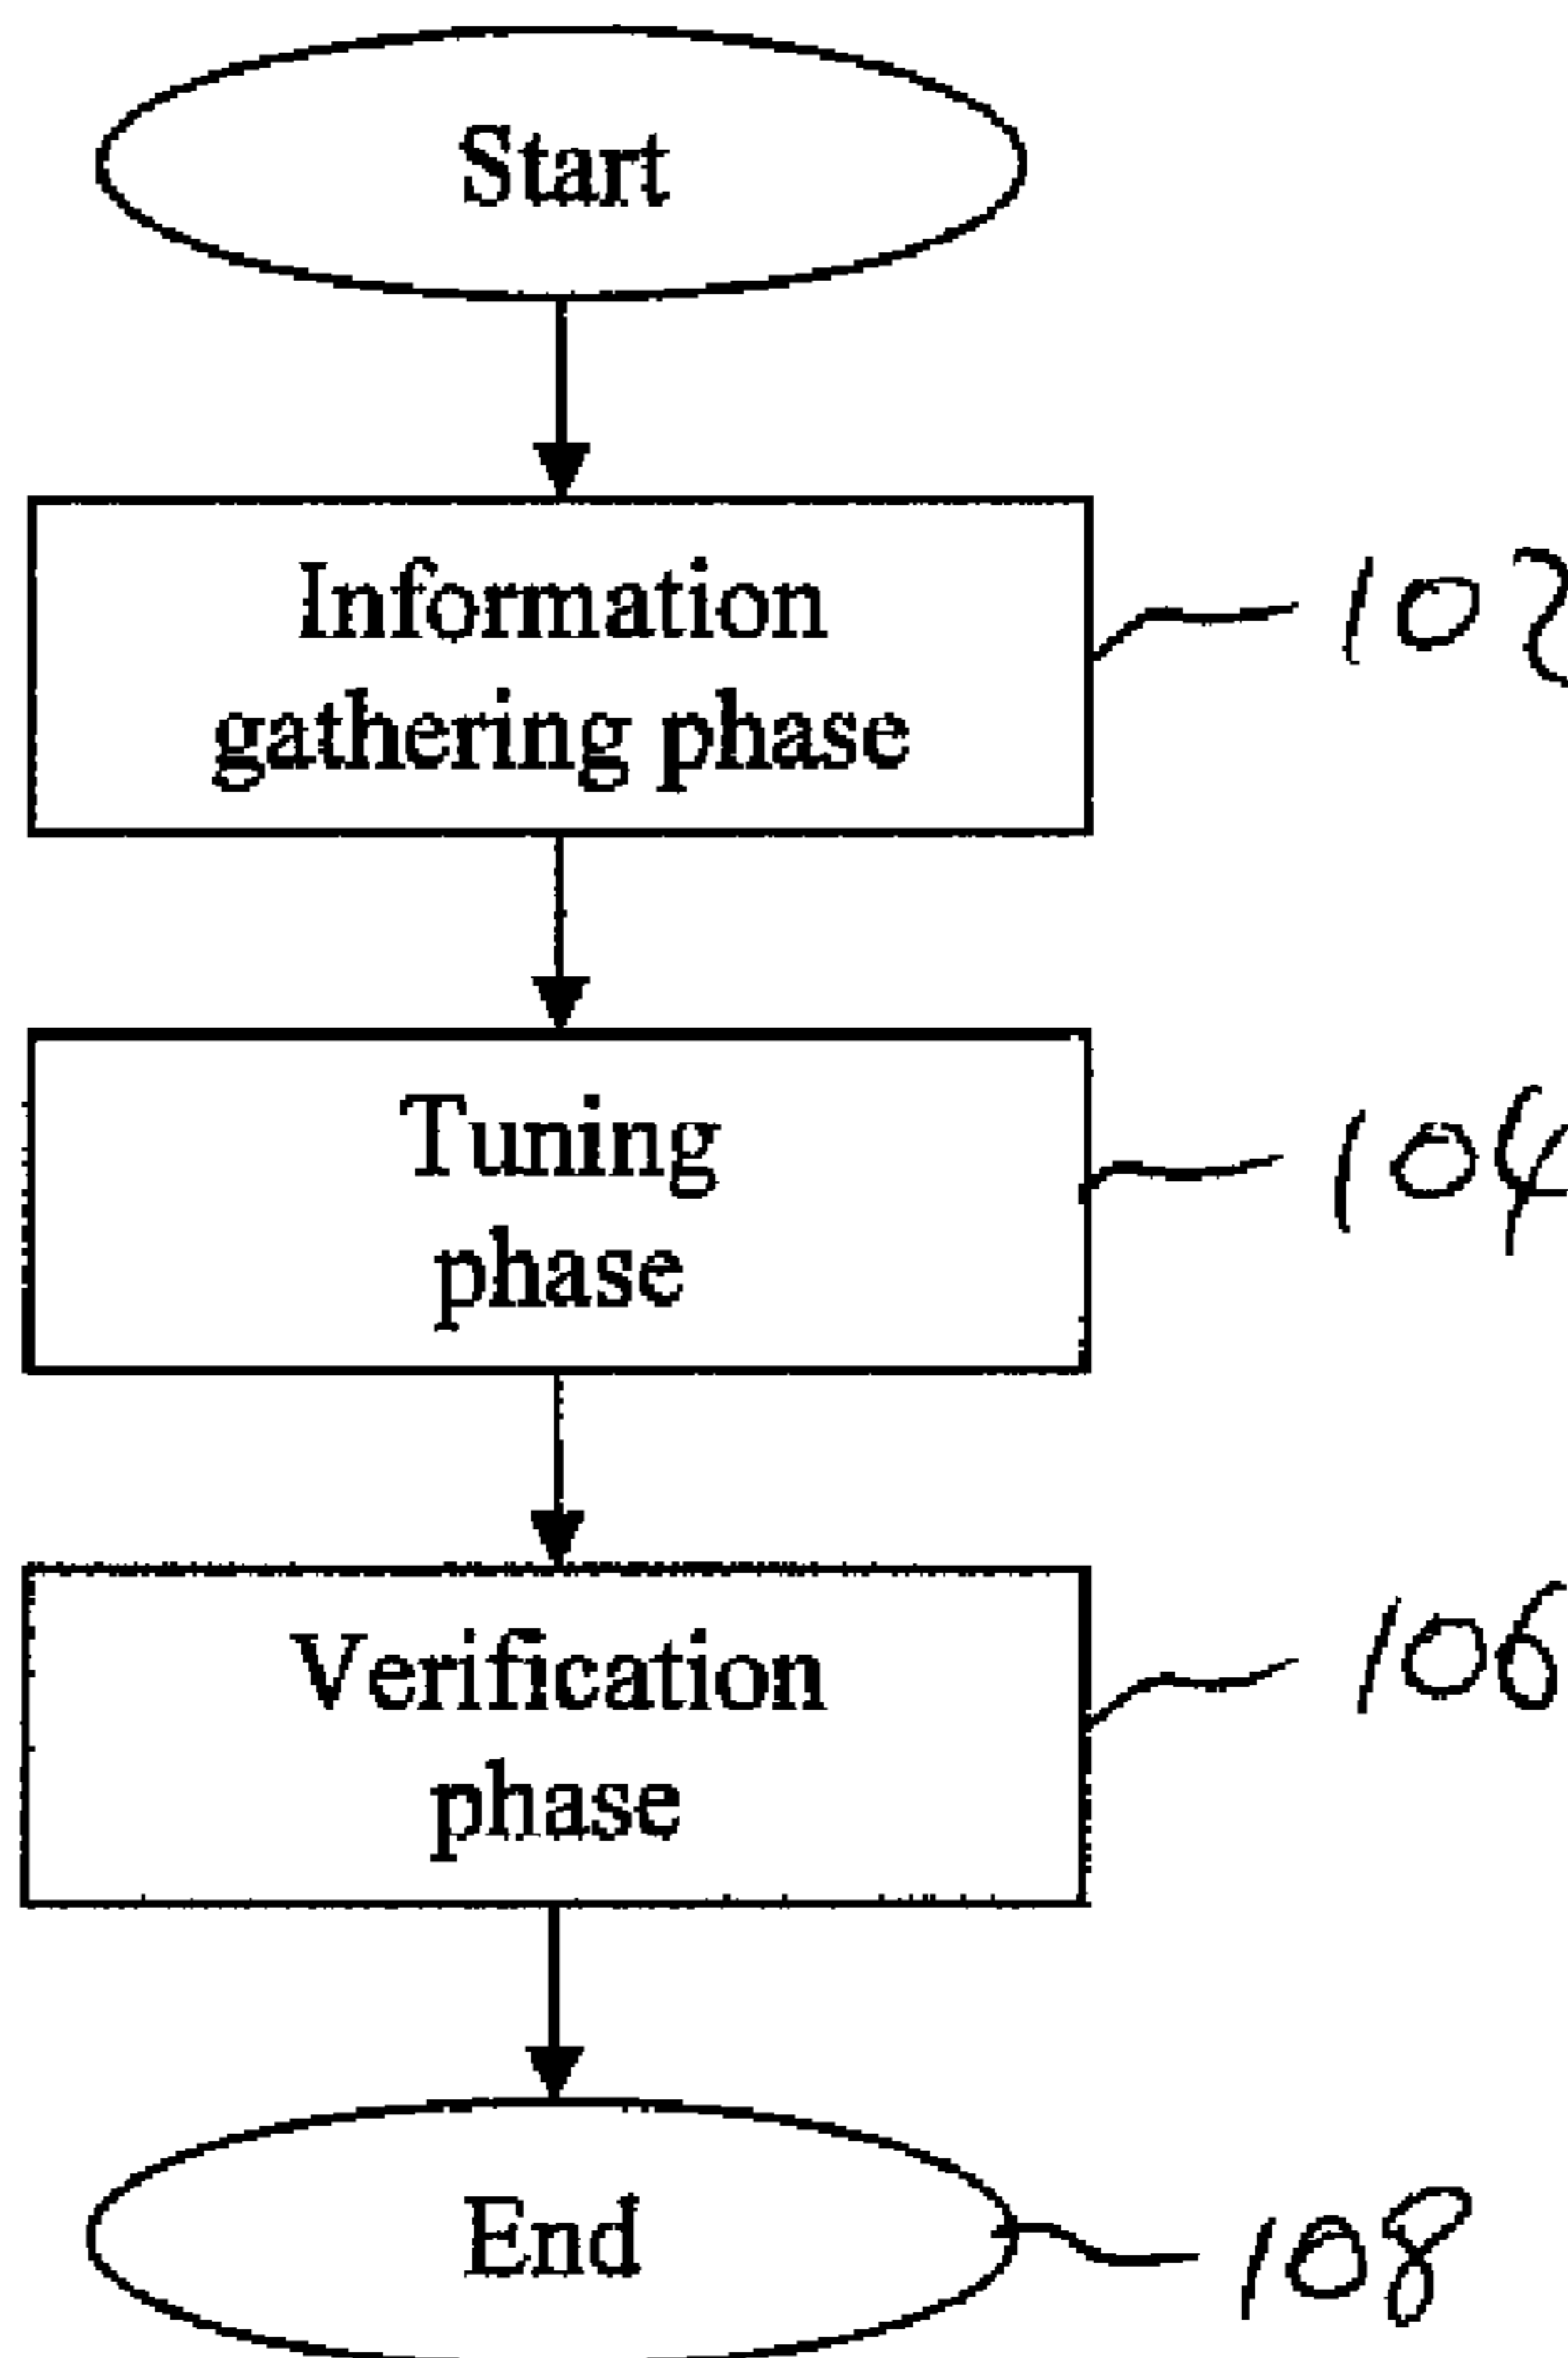 Start
Information
gathering phase
102
Tuning
phase
104
Verification
phase
106
End
108